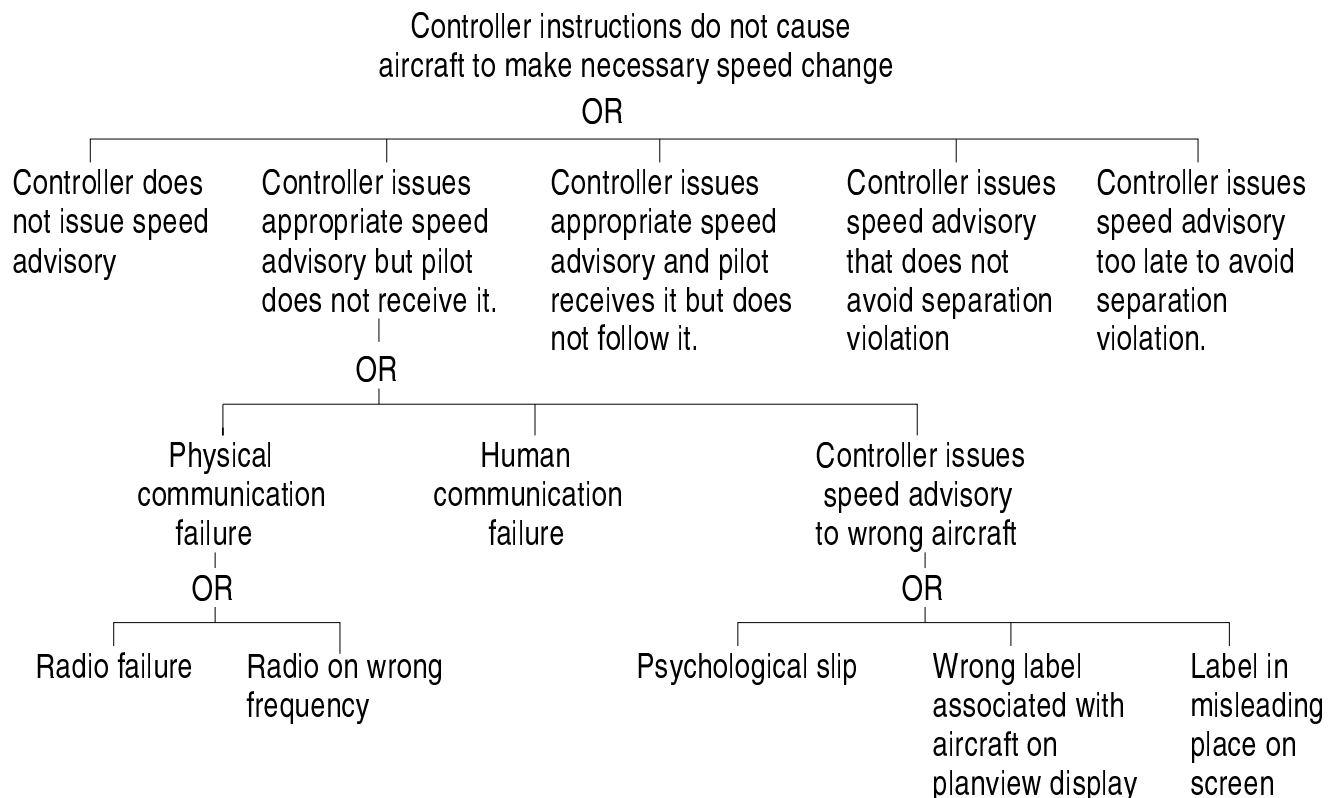 Controller instructions do not cause
aircraft to make necessary speed change
OR
Controller does
not issue speed
advisory
Controller issues
appropriate speed
advisory but pilot
does not receive it.
Controller issues
appropriate speed
advisory and pilot
receives it but does
not follow it.
Controller issues
speed advisory
that does not
avoid separation
violation
Controller issues
speed advisory
too late to avoid
separation
violation.
OR
Physical
communication
failure
Human
communication
failure
Controller issues
speed advisory
to wrong aircraft
OR
Radio failure
Radio on wrong
frequency
OR
Psychological slip
Wrong label
associated with
aircraft on
planview display
Label in
misleading
place on
screen